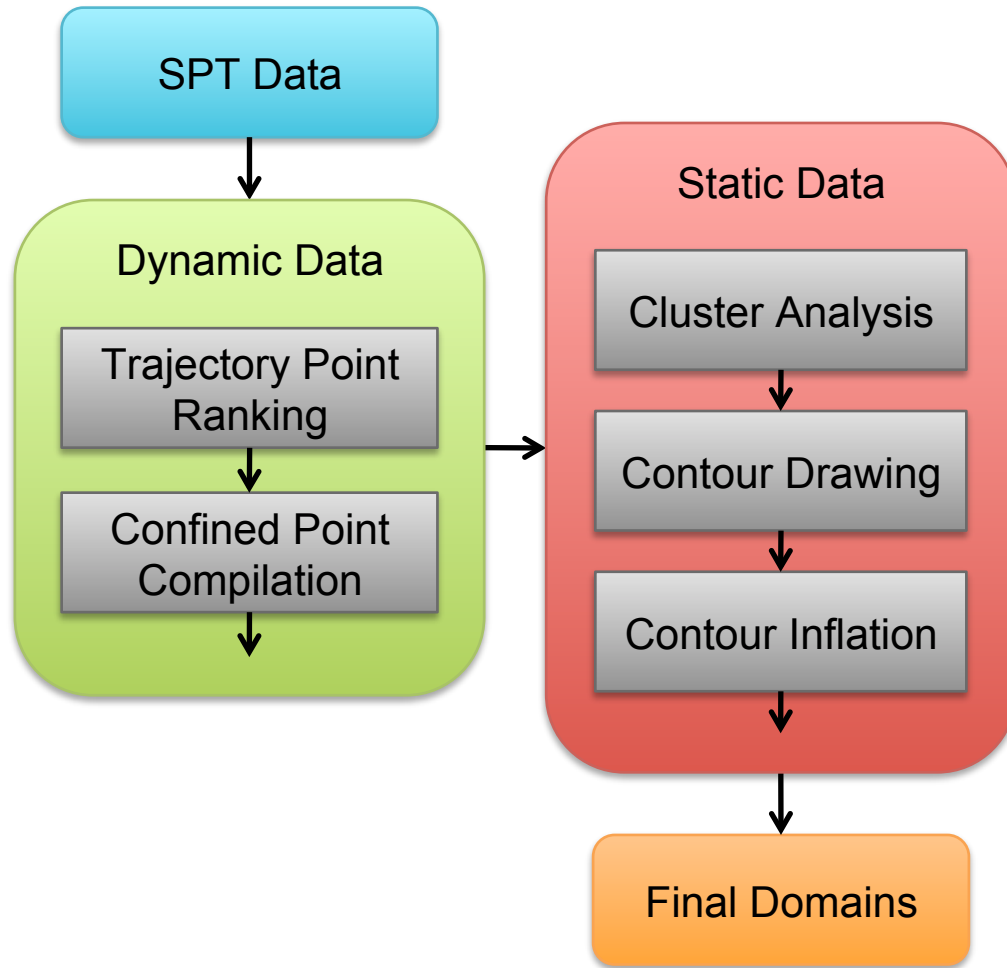 SPT Data
Dynamic Data
Trajectory Point
Ranking
Confined Point
Compilation
Static Data
Cluster Analysis
Contour Drawing
Contour Inflation
Final Domains